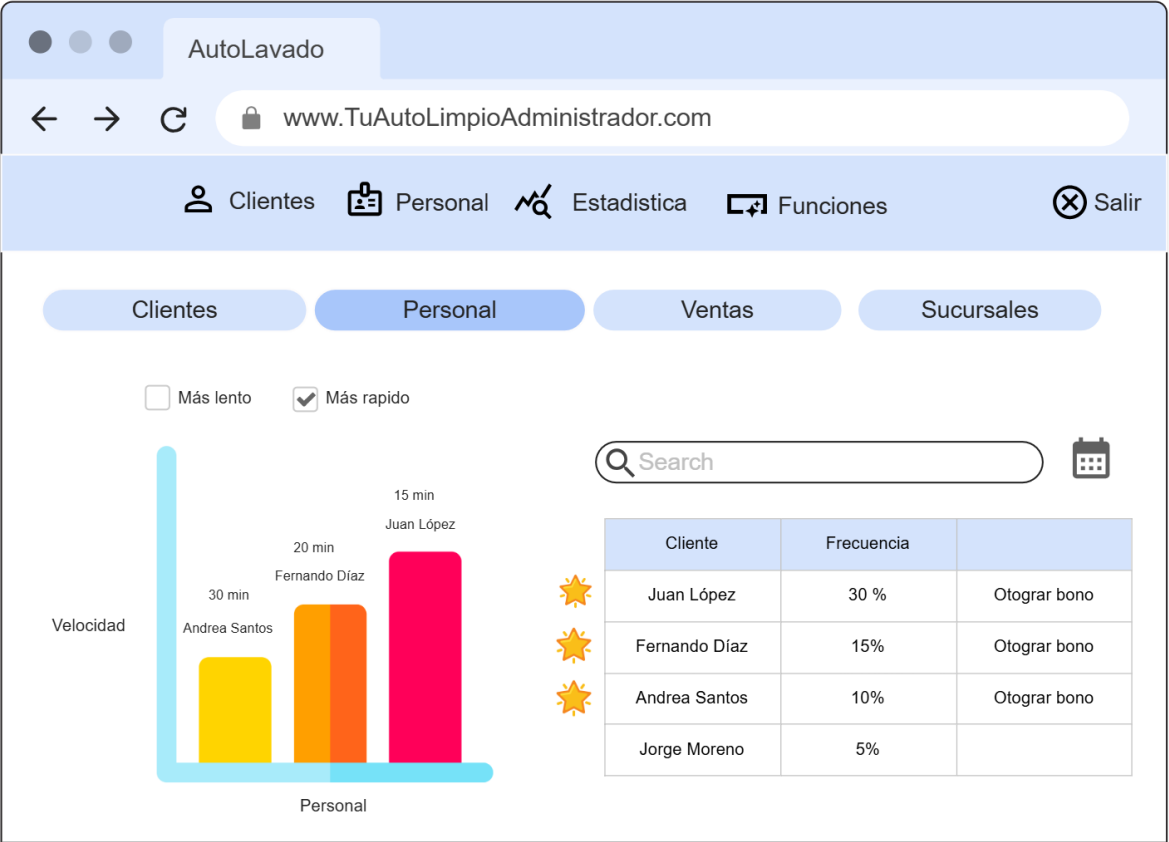 AutoLavado
www.TuAutoLimpioAdministrador.com
Clientes Personal Estadistica Funciones Salir
Clientes Personal Ventas Sucursales
Más lento Más rapido
Search
15 min
Juan López
20 min
Fernando Díaz
30 min
Andrea Santos
Velocidad
Personal
Cliente Frecuencia
Juan López 30 % Otograr bono
Fernando Díaz 15% Otograr bono
Andrea Santos 10% Otograr bono
Jorge Moreno 5%